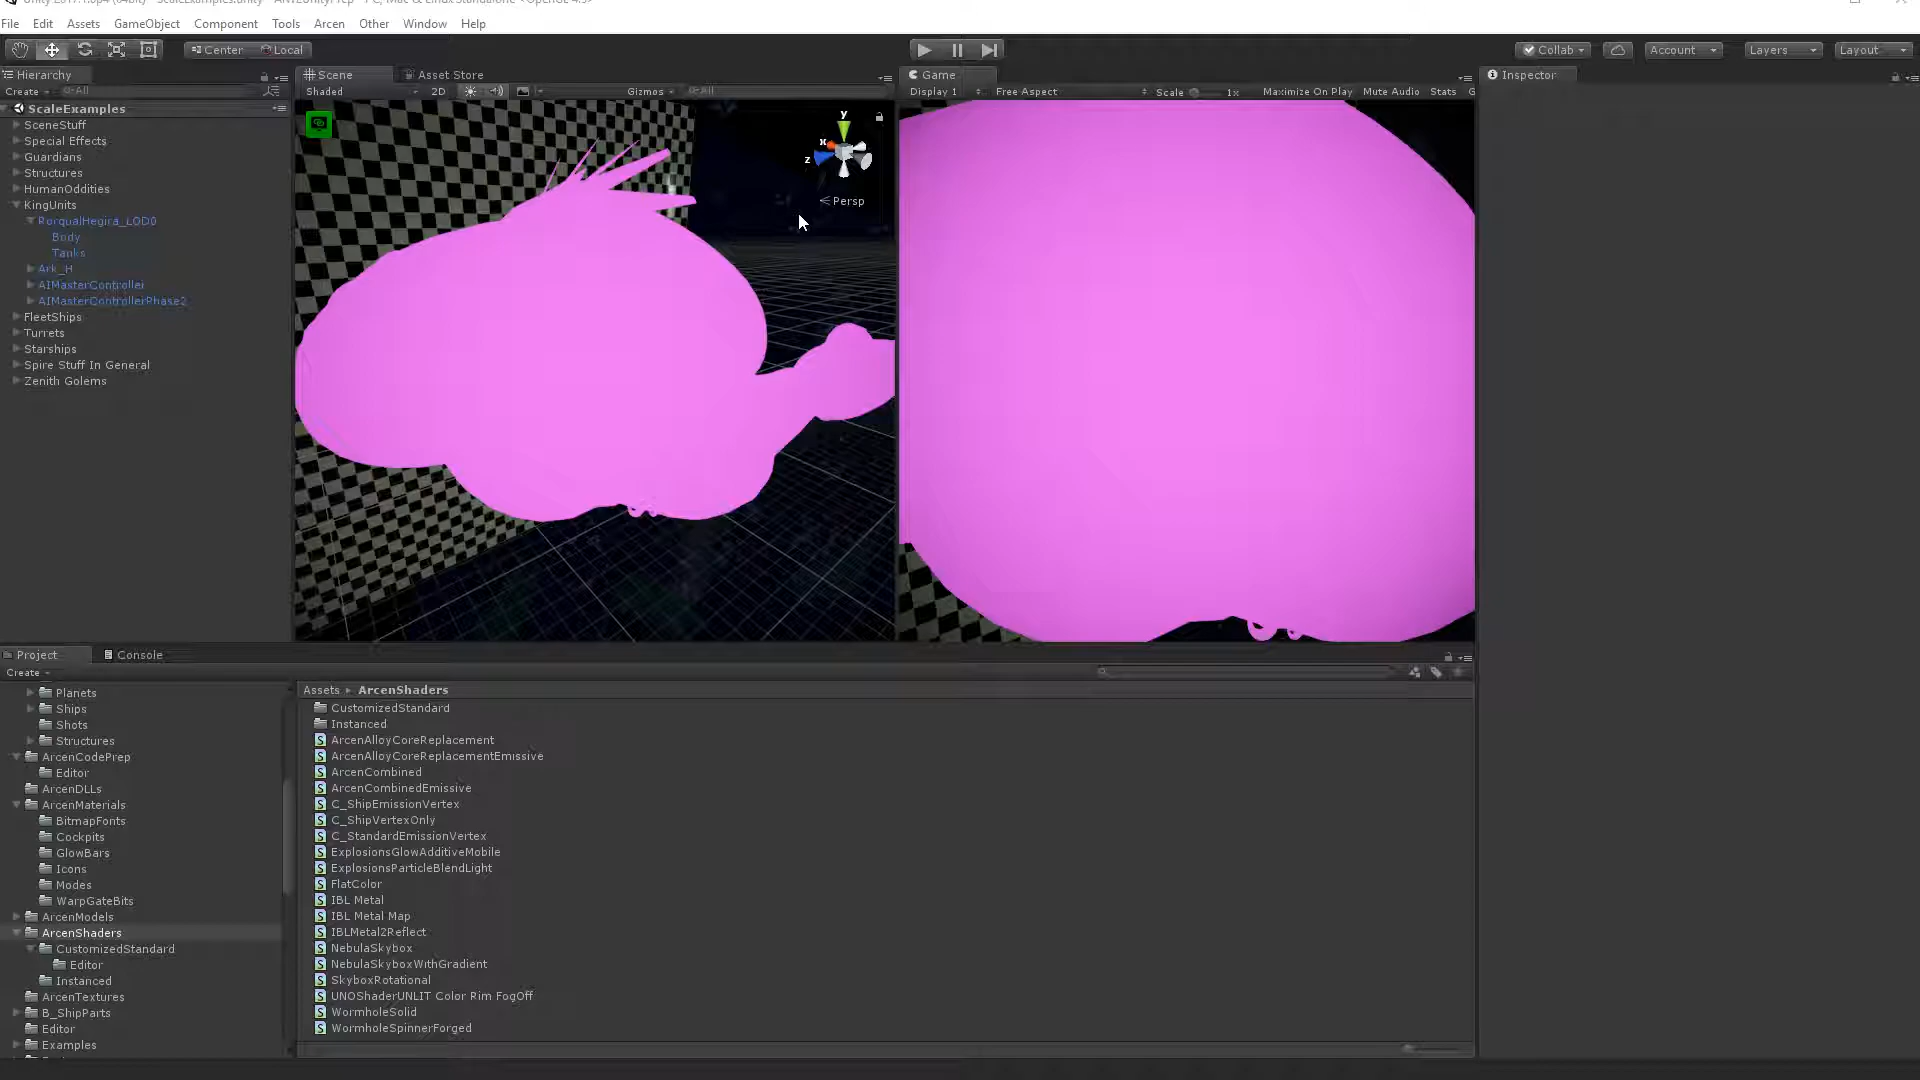 File Edit Assets GameObject Component Tools Arcen Other Window Help
Center Local Collab Account Layers Layout
Hierarchy Scene Asset Store Game Inspector
Create All Shaded 2D Gizmos All Display 1 Free Aspect Scale 1x Maximize On Play Mute Audio Stats G
ScaleExamples
SceneStuff
Special Effects
Guardians
Structures
HumanOddities
KingUnits
RorqualHegira_LOD0
Body
Tanks
Ark_H
AIMasterController
AIMasterControllerPhase2
FleetShips
Turrets
Starships
Spire Stuff In General
Zenith Golems
y
x
z
Persp
Project Console
Create
Planets
Ships
Shots
Structures
ArcenCodePrep
Editor
ArcenDLLs
ArcenMaterials
BitmapFonts
Cockpits
GlowBars
Icons
Modes
WarpGateBits
ArcenModels
ArcenShaders
CustomizedStandard
Editor
Instanced
ArcenTextures
B_ShipParts
Editor
Examples
Assets ArcenShaders
CustomizedStandard
Instanced
ArcenAlloyCoreReplacement
ArcenAlloyCoreReplacementEmissive
ArcenCombined
ArcenCombinedEmissive
C_ShipEmissionVertex
C_ShipVertexOnly
C_StandardEmissionVertex
ExplosionsGlowAdditiveMobile
ExplosionsParticleBlendLight
FlatColor
IBL Metal
IBL Metal Map
IBLMetal2Reflect
NebulaSkybox
NebulaSkyboxWithGradient
SkyboxRotational
UNOShaderUNLIT Color Rim FogOff
WormholeSolid
WormholeSpinnerForged